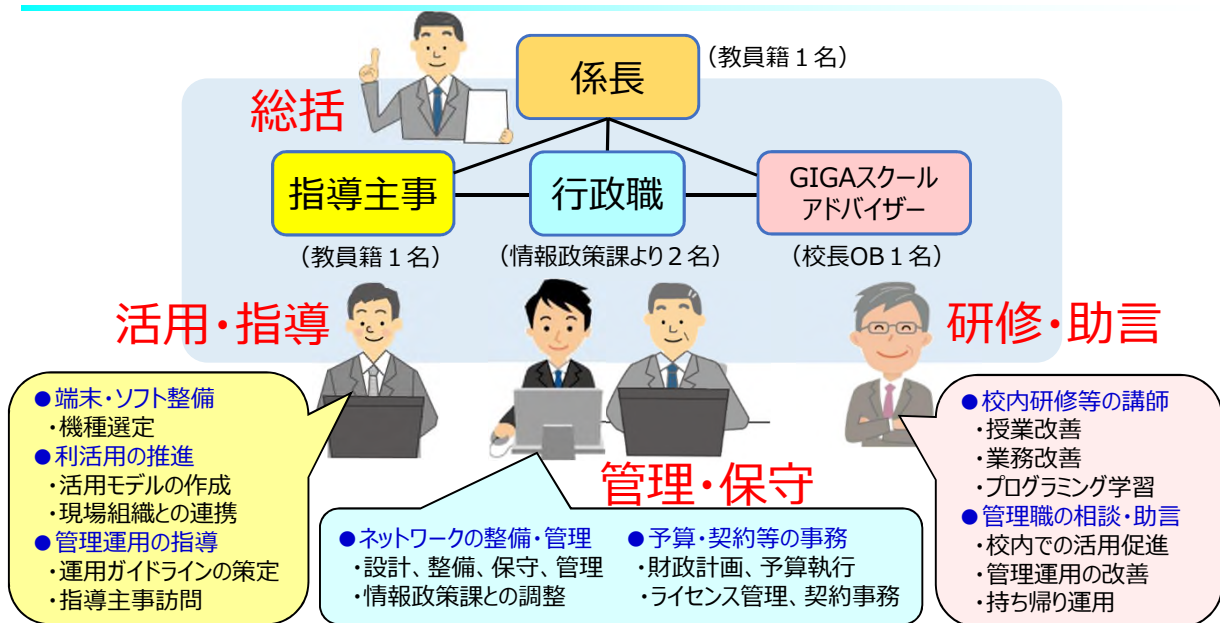 係長
（教員籍１名）
総括
指導主事
行政職
GIGAスクール
アドバイザー
（教員籍１名）
（情報政策課より２名）
（校長OB１名）
活用・指導
研修・助言
管理・保守
●端末・ソフト整備
・機種選定
●利活用の推進
・活用モデルの作成
・現場組織との連携
●管理運用の指導
・運用ガイドラインの策定
・指導主事訪問
●ネットワークの整備・管理
・設計、整備、保守、管理
・情報政策課との調整
●予算・契約等の事務
・財政計画、予算執行
・ライセンス管理、契約事務
●校内研修等の講師
・授業改善
・業務改善
・プログラミング学習
●管理職の相談・助言
・校内での活用促進
・管理運用の改善
・持ち帰り運用